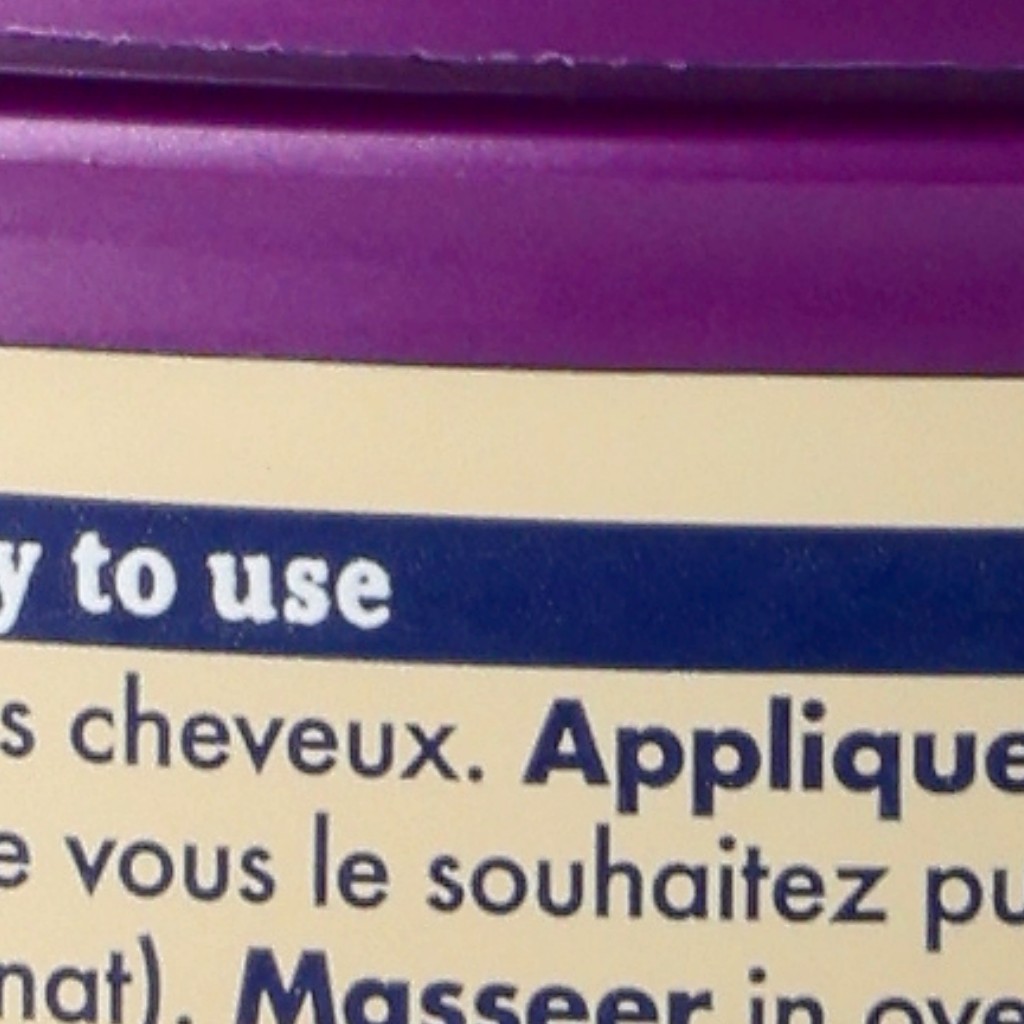 y to use
s cheveux. Applique
e vous le souhaitez pu
nat). Masseer in ove